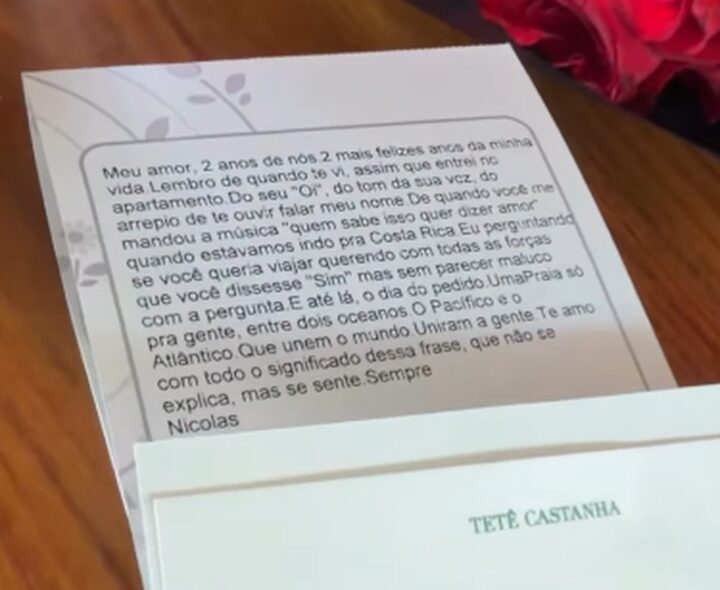 Meu amor, 2 anos de nós.2 mais felizes anos da minha
vida.Lembro de quando te vi, assim que entrei no
apartamento.Do seu "Oi", do tom da sua voz, do
arrepio de te ouvir falar meu nome.De quando você me
mandou a música "quem sabe isso quer dizer amor"
quando estávamos indo pra Costa Rica.Eu perguntando
se você queria viajar querendo com todas as forças
que você dissesse "Sim" mas sem parecer maluco
com a pergunta.E até lá, o dia do pedido.UmaPraia só
pra gente, entre dois oceanos.O Pacífico e o
Atlântico.Que unem o mundo.Uniram a gente.Te amo
com todo o significado dessa frase, que não se
explica, mas se sente.Sempre
Nicolas
TETÊ CASTANHA